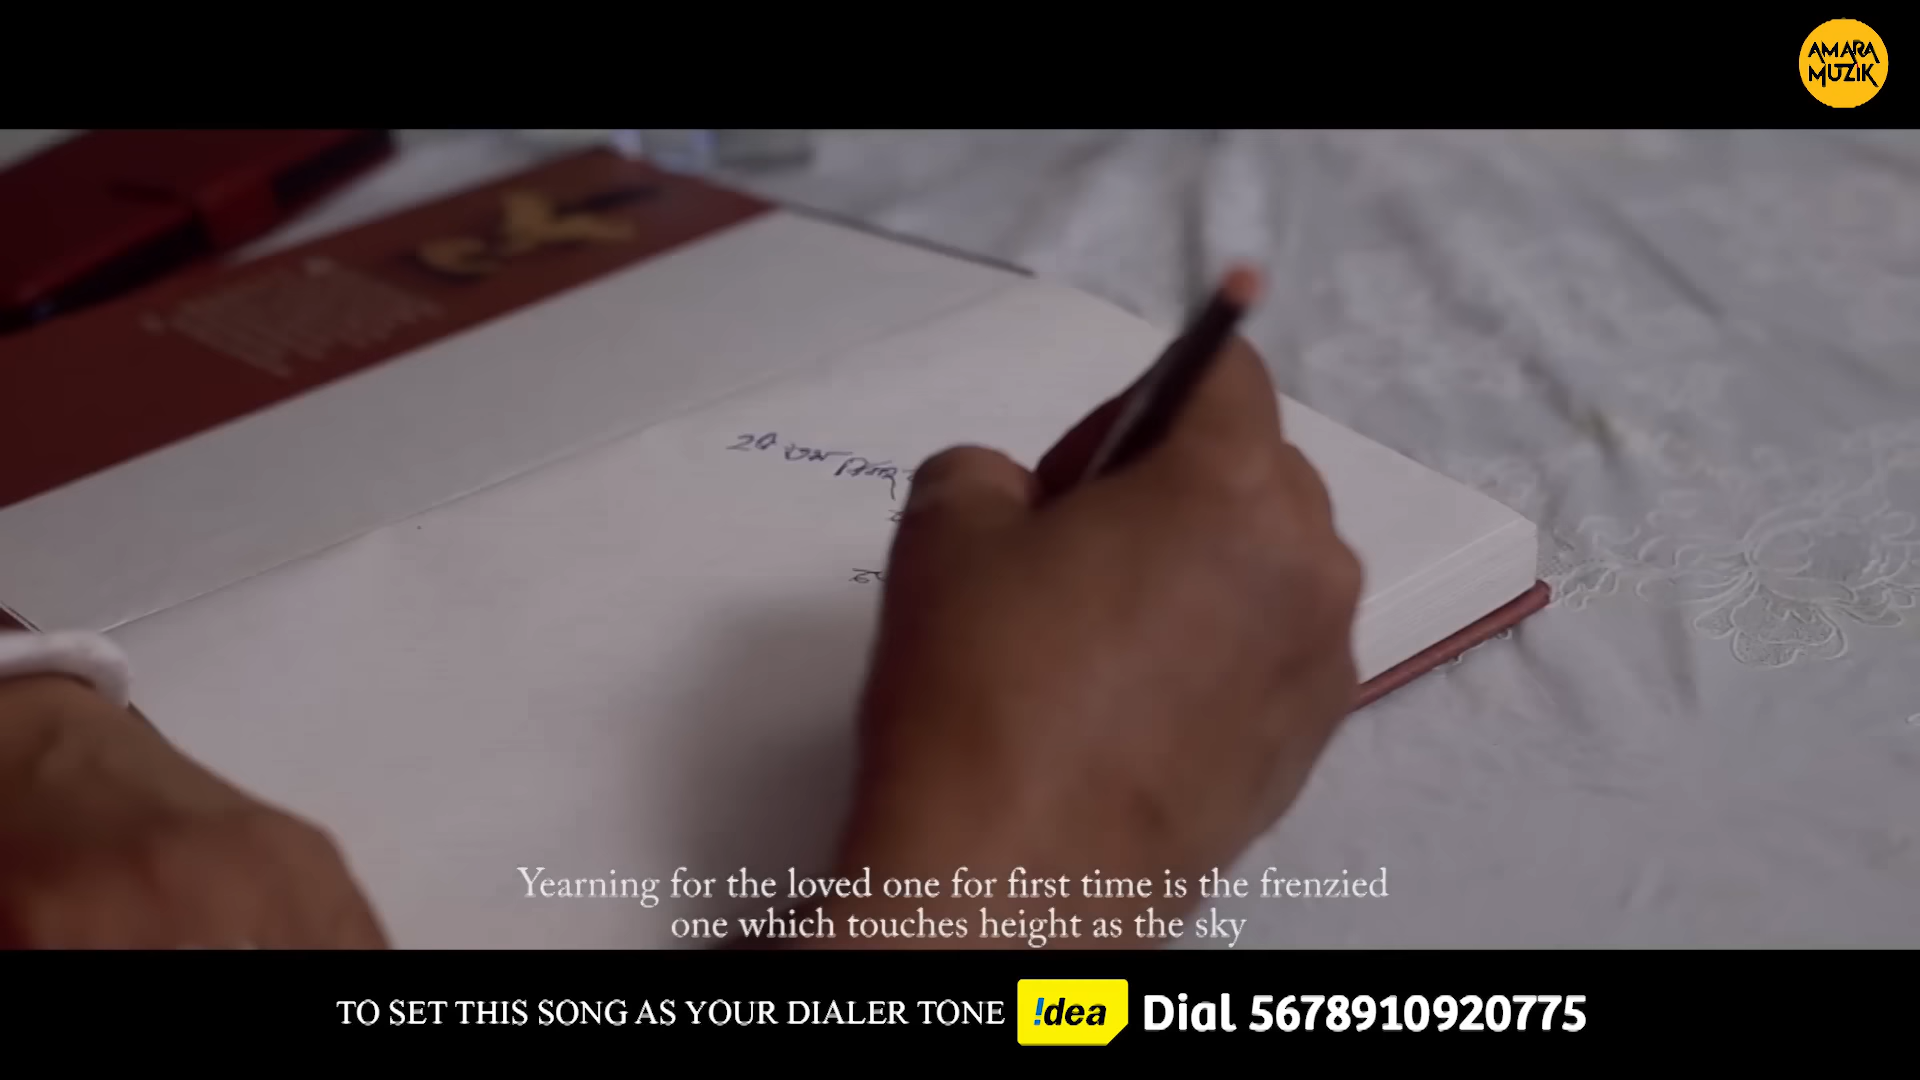 AMARA
MUZIK
Yearning for the loved one for first time is the frenzied
one which touches height as the sky
TO SET THIS SONG AS YOUR DIALER TONE !dea Dial 5678910920775